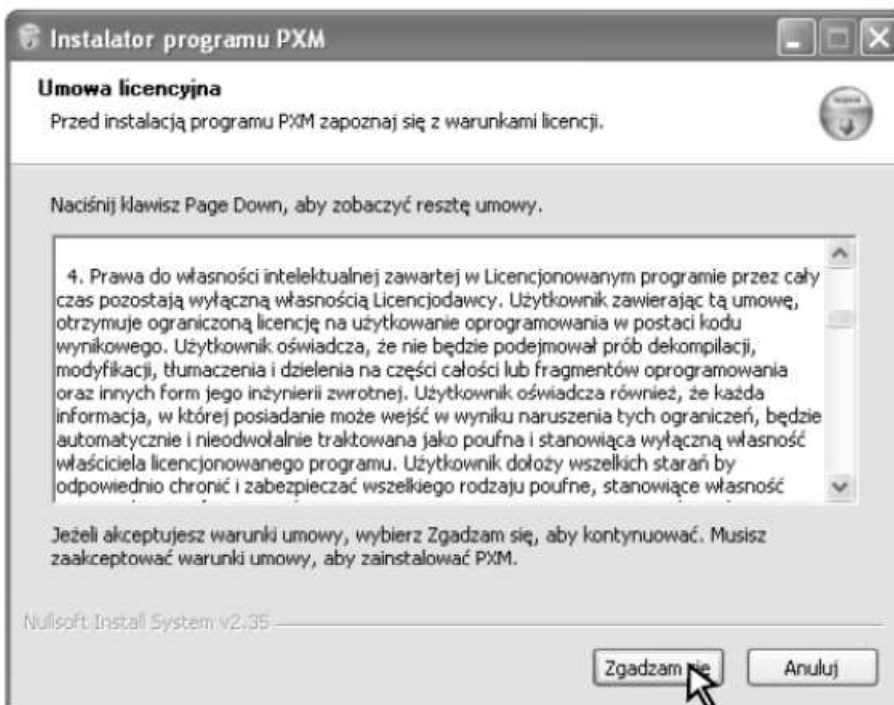 Instalator programu PXM
Umowa licencyjna
Przed instalacją programu PXM zapoznaj się z warunkami licencji.
Naciśnij klawisz Page Down, aby zobaczyć resztę umowy.
4. Prawa do własności intelektualnej zawartej w Licencjonowanym programie przez cały
czas pozostają wyłączną własnością Licencjodawcy. Użytkownik zawierając tą umowę,
otrzymuje ograniczoną licencję na użytkowanie oprogramowania w postaci kodu
wynikowego. Użytkownik oświadcza, że nie będzie podejmował prób dekompilacji,
modyfikacji, tłumaczenia i dzielenia na części całości lub fragmentów oprogramowania
oraz innych form jego inżynierii zwrotnej. Użytkownik oświadcza również, że każda
informacja, w której posiadanie może wejść w wyniku naruszenia tych ograniczeń, będzie
automatycznie i nieodwołalnie traktowana jako poufna i stanowiąca wyłączną własność
właściciela licencjonowanego programu. Użytkownik dołoży wszelkich starań by
odpowiednio chronić i zabezpieczać wszelkiego rodzaju poufne, stanowiące własność
Jeżeli akceptujesz warunki umowy, wybierz Zgadzam się, aby kontynuować. Musisz
zaakceptować warunki umowy, aby zainstalować PXM.
Nullsoft Install System v2.35
Zgadzam się
Anuluj